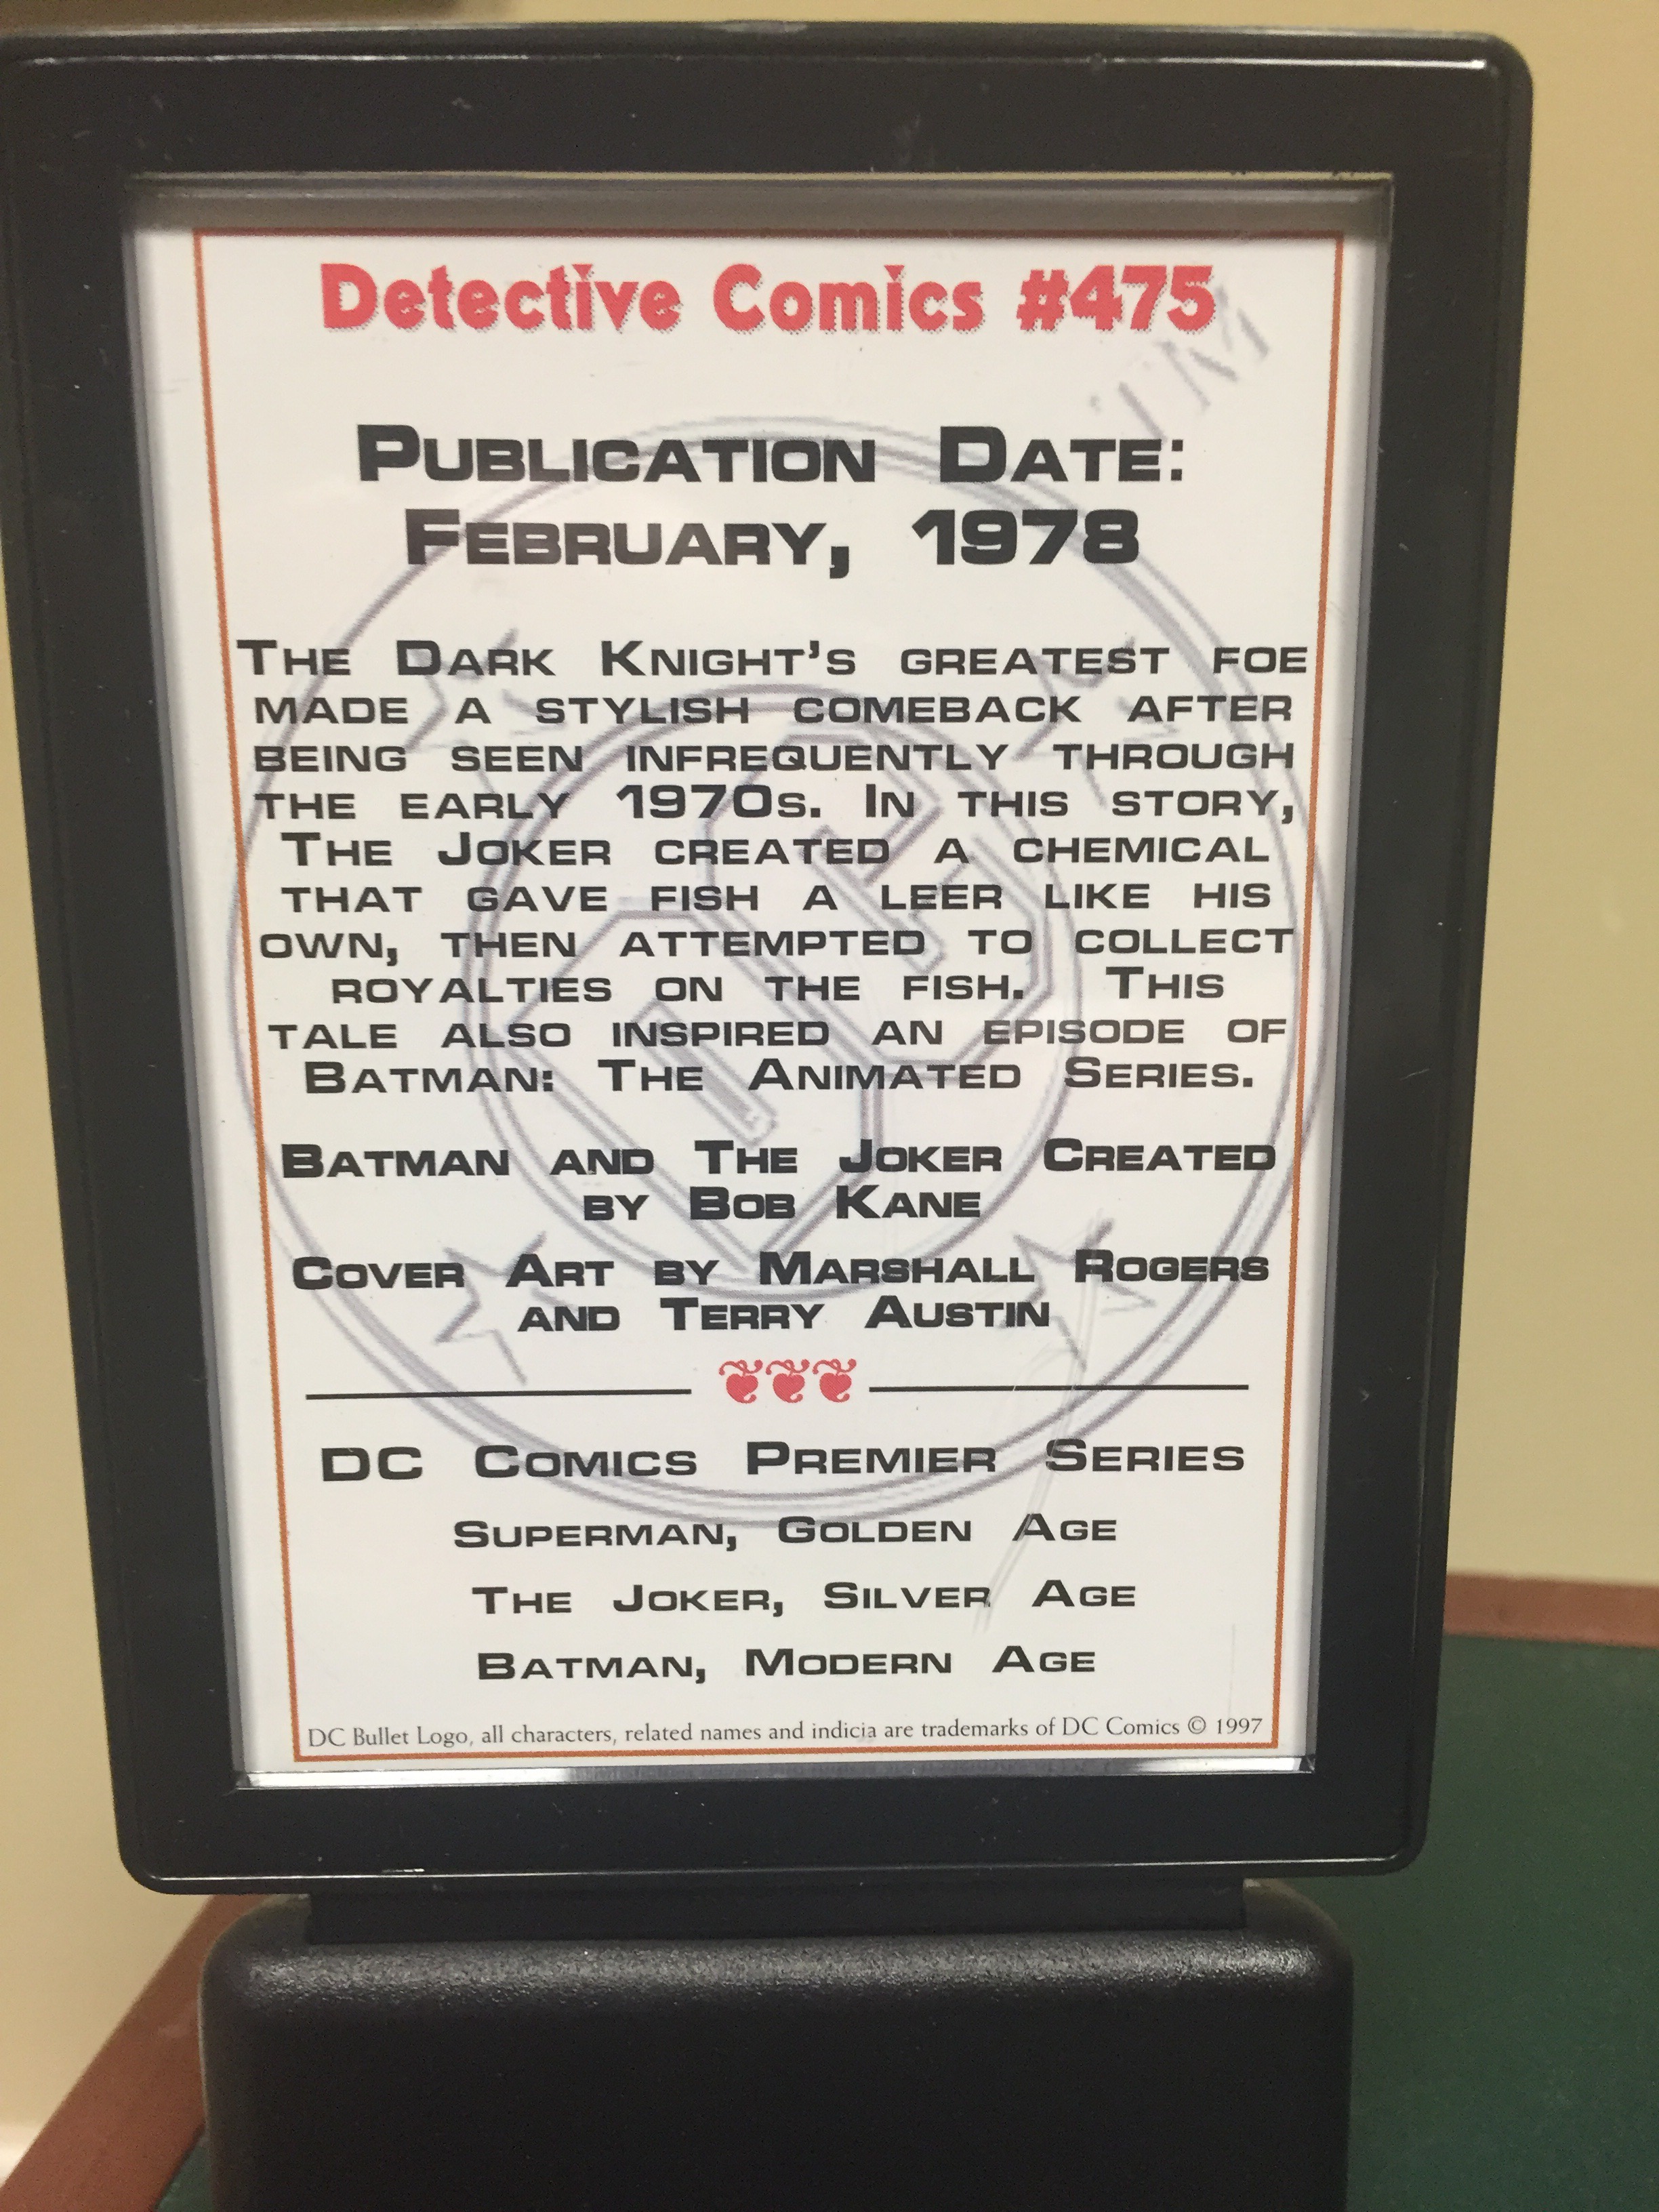 Detective Comics #475
Publication Date:
February, 1978
The Dark Knight's greatest foe
made a stylish comeback after
being seen infrequently through
the early 1970s. In this story,
The Joker created a chemical
that gave fish a leer like his
own, then attempted to collect
royalties on the fish. This
tale also inspired an episode of
Batman: The Animated Series.
Batman and The Joker Created
by Bob Kane
Cover Art by Marshall Rogers
and Terry Austin
DC Comics Premier Series
Superman, Golden Age
The Joker, Silver Age
Batman, Modern Age
DC Bullet Logo, all characters, related names and indicia are trademarks of DC Comics © 1997